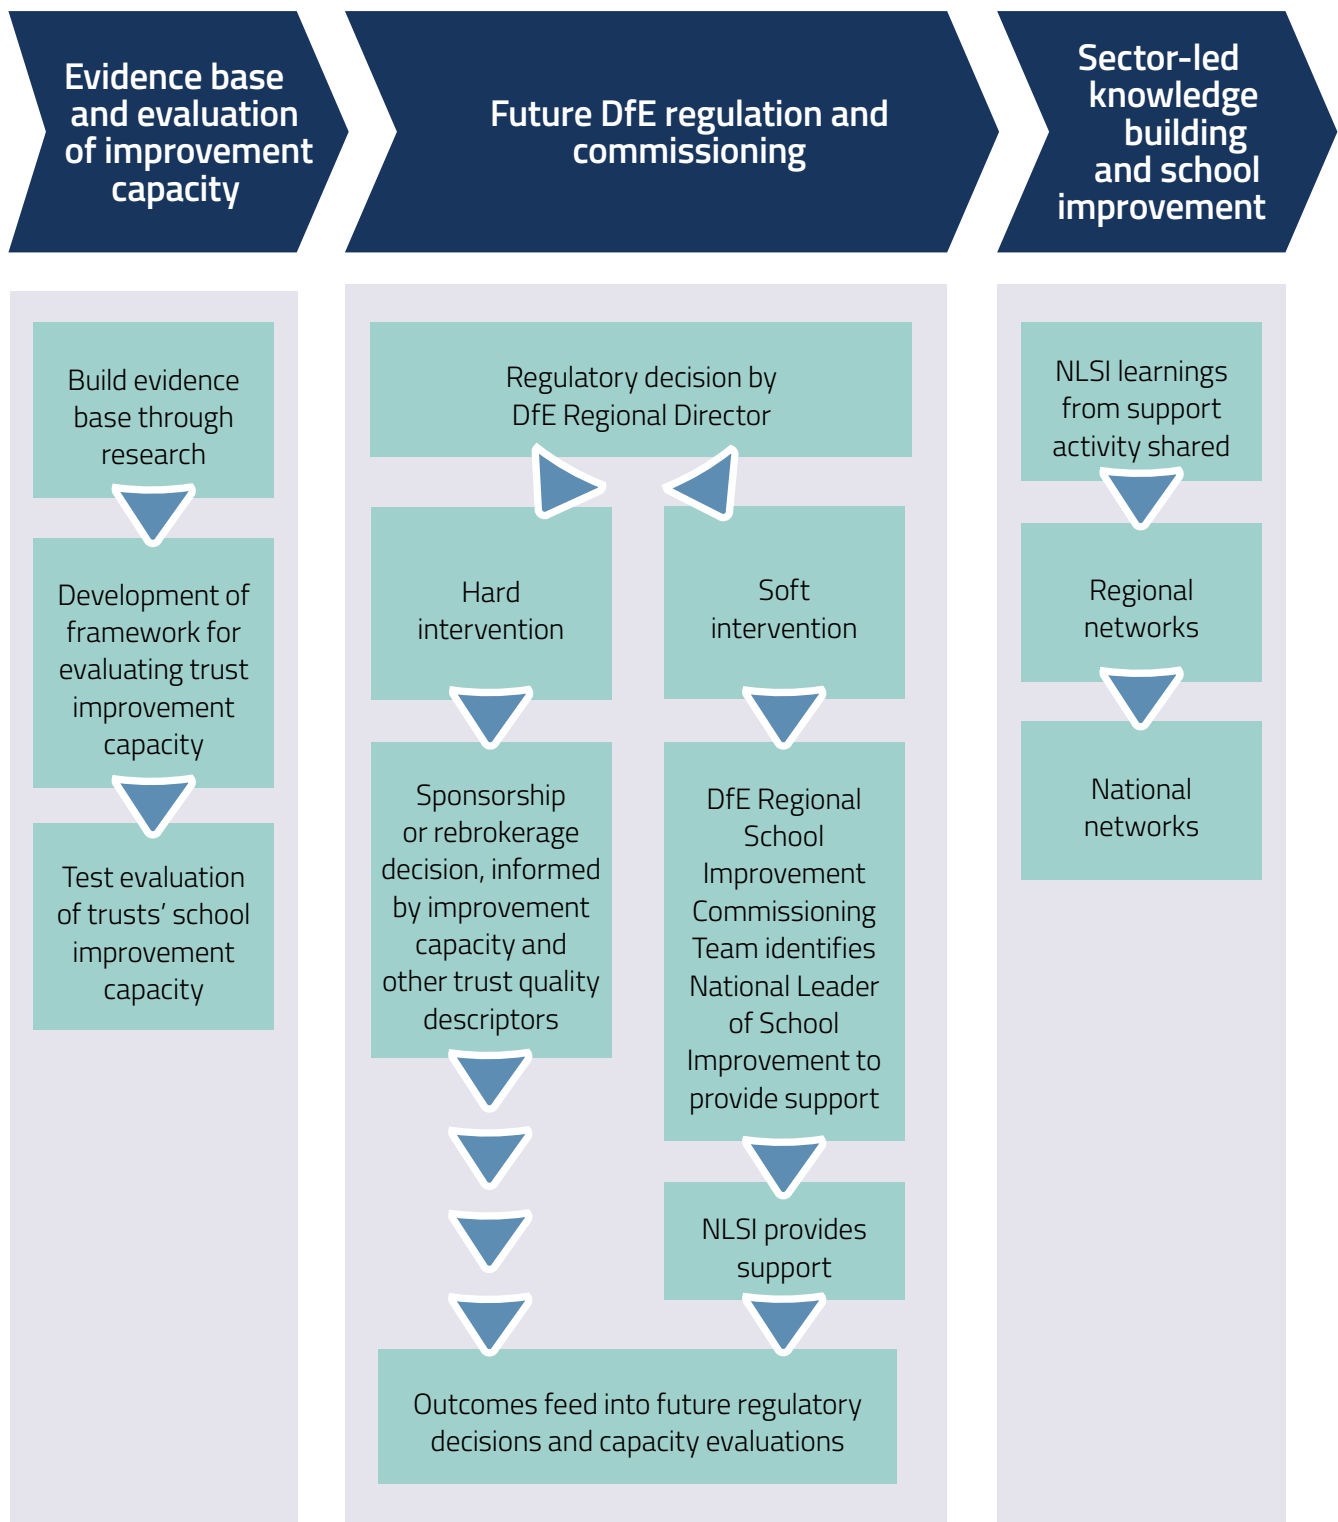 Evidence base
and evaluation
of improvement
capacity
Future DfE regulation and
commissioning
Sector-led
knowledge
building
and school
improvement
Build evidence
base through
research
Development of
framework for
evaluating trust
improvement
capacity
Test evaluation
of trusts’ school
improvement
capacity
Regulatory decision by
DfE Regional Director
Hard
intervention
Sponsorship
or rebrokerage
decision, informed
by improvement
capacity and
other trust quality
descriptors
Soft
intervention
DfE Regional
School
Improvement
Commissioning
Team identifies
National Leader
of School
Improvement to
provide support
NLSI provides
support
Outcomes feed into future regulatory
decisions and capacity evaluations
NLSI learnings
from support
activity shared
Regional
networks
National
networks